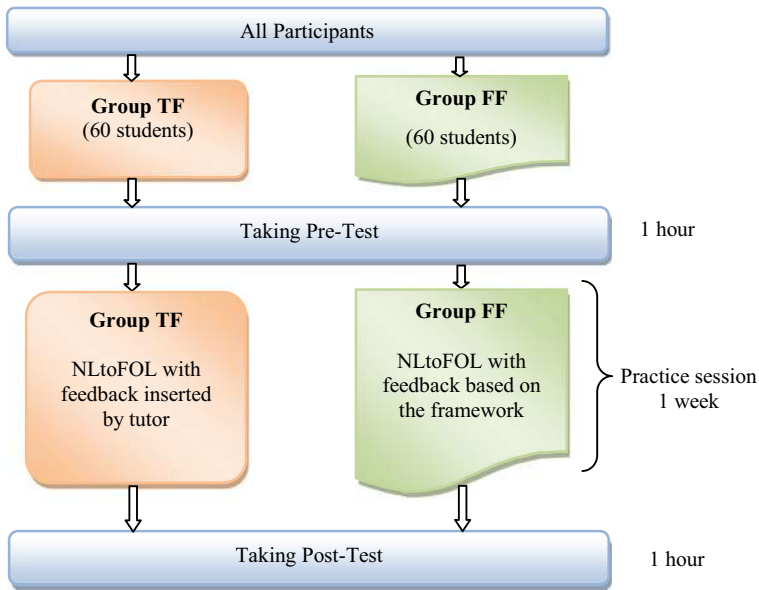 All Participants
Group TF
(60 students)
Group FF
(60 students)
Taking Pre-Test
1 hour
Group TF
NLtoFOL with
feedback inserted
by tutor
Group FF
NLtoFOL with
feedback based on
the framework
Practice session
1 week
Taking Post-Test
1 hour